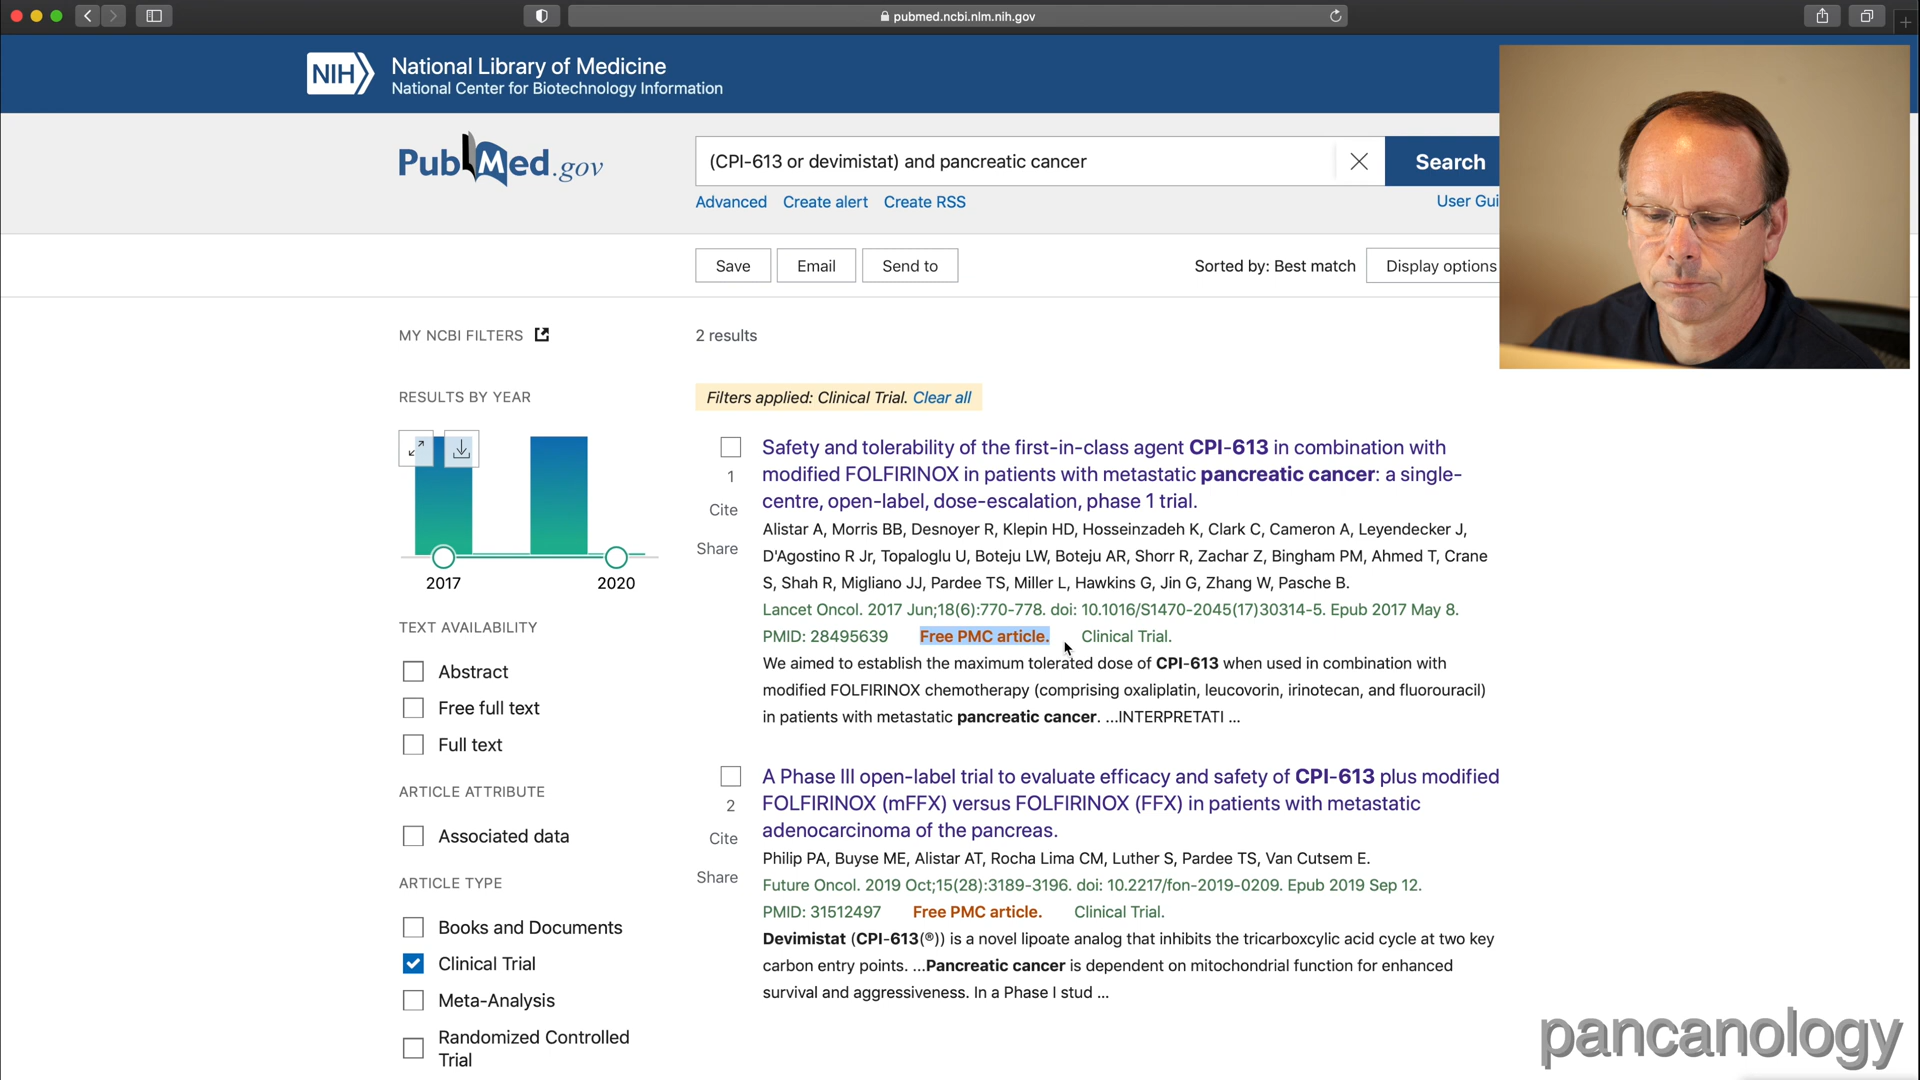 pubmed.ncbi.nlm.nih.gov
NIH
National Library of Medicine
National Center for Biotechnology Information
PubMed.gov
(CPI-613 or devimistat) and pancreatic cancer
Search
Advanced Create alert Create RSS
User Gui
Save Email Send to
Sorted by: Best match
Display options
MY NCBI FILTERS
2 results
RESULTS BY YEAR
2017 2020
Filters applied: Clinical Trial. Clear all
TEXT AVAILABILITY
Abstract
Free full text
Full text
ARTICLE ATTRIBUTE
Associated data
ARTICLE TYPE
Books and Documents
Clinical Trial
Meta-Analysis
Randomized Controlled
Trial
1
Cite
Share
Safety and tolerability of the first-in-class agent CPI-613 in combination with
modified FOLFIRINOX in patients with metastatic pancreatic cancer: a single-
centre, open-label, dose-escalation, phase 1 trial.
Alistar A, Morris BB, Desnoyer R, Klepin HD, Hosseinzadeh K, Clark C, Cameron A, Leyendecker J,
D'Agostino R Jr, Topaloglu U, Boteju LW, Boteju AR, Shorr R, Zachar Z, Bingham PM, Ahmed T, Crane
S, Shah R, Migliano JJ, Pardee TS, Miller L, Hawkins G, Jin G, Zhang W, Pasche B.
Lancet Oncol. 2017 Jun;18(6):770-778. doi: 10.1016/S1470-2045(17)30314-5. Epub 2017 May 8.
PMID: 28495639 Free PMC article. Clinical Trial.
We aimed to establish the maximum tolerated dose of CPI-613 when used in combination with
modified FOLFIRINOX chemotherapy (comprising oxaliplatin, leucovorin, irinotecan, and fluorouracil)
in patients with metastatic pancreatic cancer. ...INTERPRETATI ...
2
Cite
Share
A Phase III open-label trial to evaluate efficacy and safety of CPI-613 plus modified
FOLFIRINOX (mFFX) versus FOLFIRINOX (FFX) in patients with metastatic
adenocarcinoma of the pancreas.
Philip PA, Buyse ME, Alistar AT, Rocha Lima CM, Luther S, Pardee TS, Van Cutsem E.
Future Oncol. 2019 Oct;15(28):3189-3196. doi: 10.2217/fon-2019-0209. Epub 2019 Sep 12.
PMID: 31512497 Free PMC article. Clinical Trial.
Devimistat (CPI-613(®)) is a novel lipoate analog that inhibits the tricarboxcylic acid cycle at two key
carbon entry points. ...Pancreatic cancer is dependent on mitochondrial function for enhanced
survival and aggressiveness. In a Phase I stud ...
pancanology